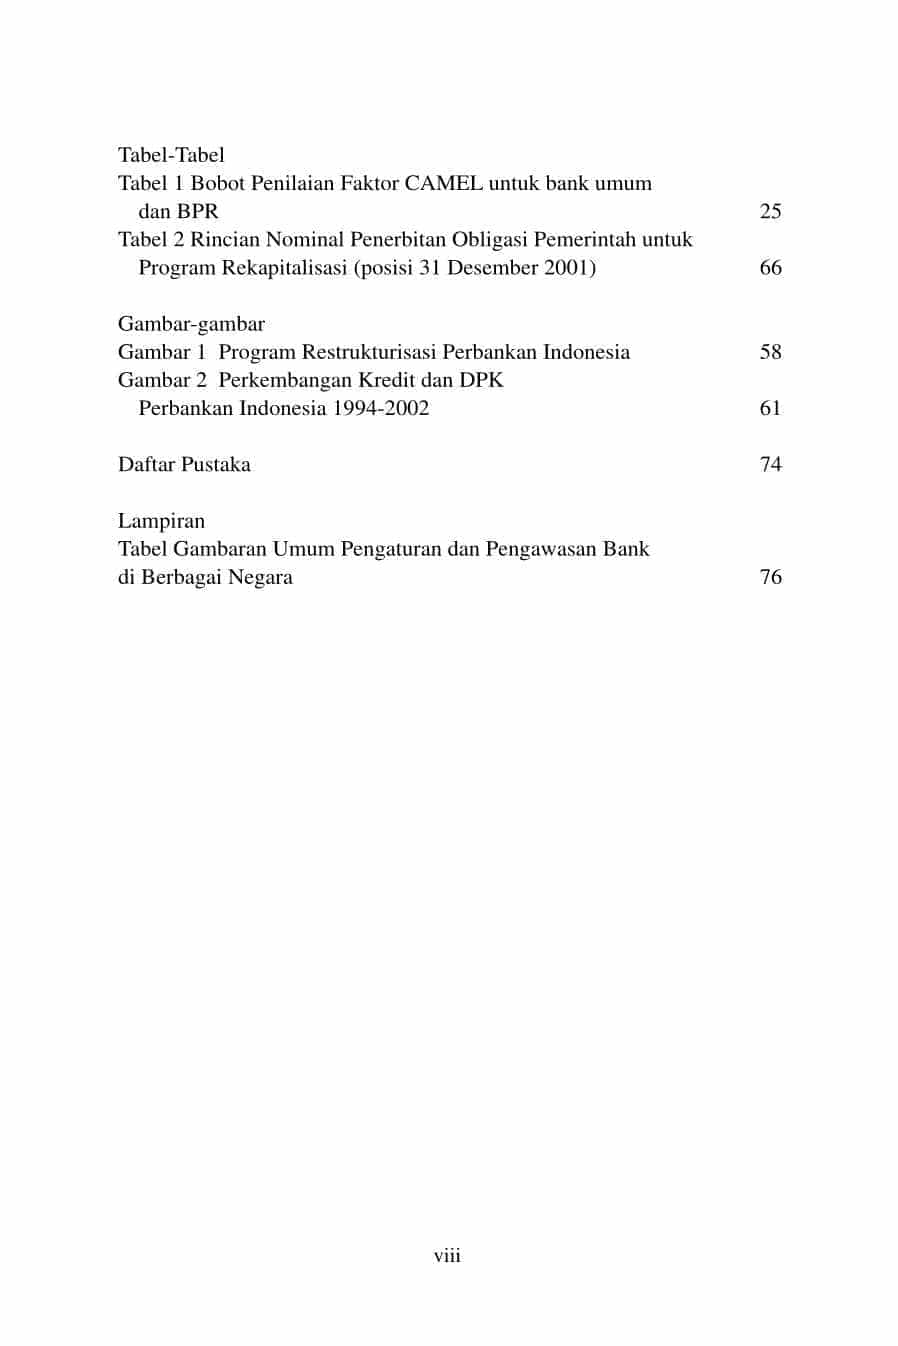 Tabel-Tabel
Tabel 1 Bobot Penilaian Faktor CAMEL untuk bank umum
dan BPR 25
Tabel 2 Rincian Nominal Penerbitan Obligasi Pemerintah untuk
Program Rekapitalisasi (posisi 31 Desember 2001) 66
Gambar-gambar
Gambar 1 Program Restrukturisasi Perbankan Indonesia 58
Gambar 2 Perkembangan Kredit dan DPK
Perbankan Indonesia 1994-2002 61
Daftar Pustaka 74
Lampiran
Tabel Gambaran Umum Pengaturan dan Pengawasan Bank
di Berbagai Negara 76
viii